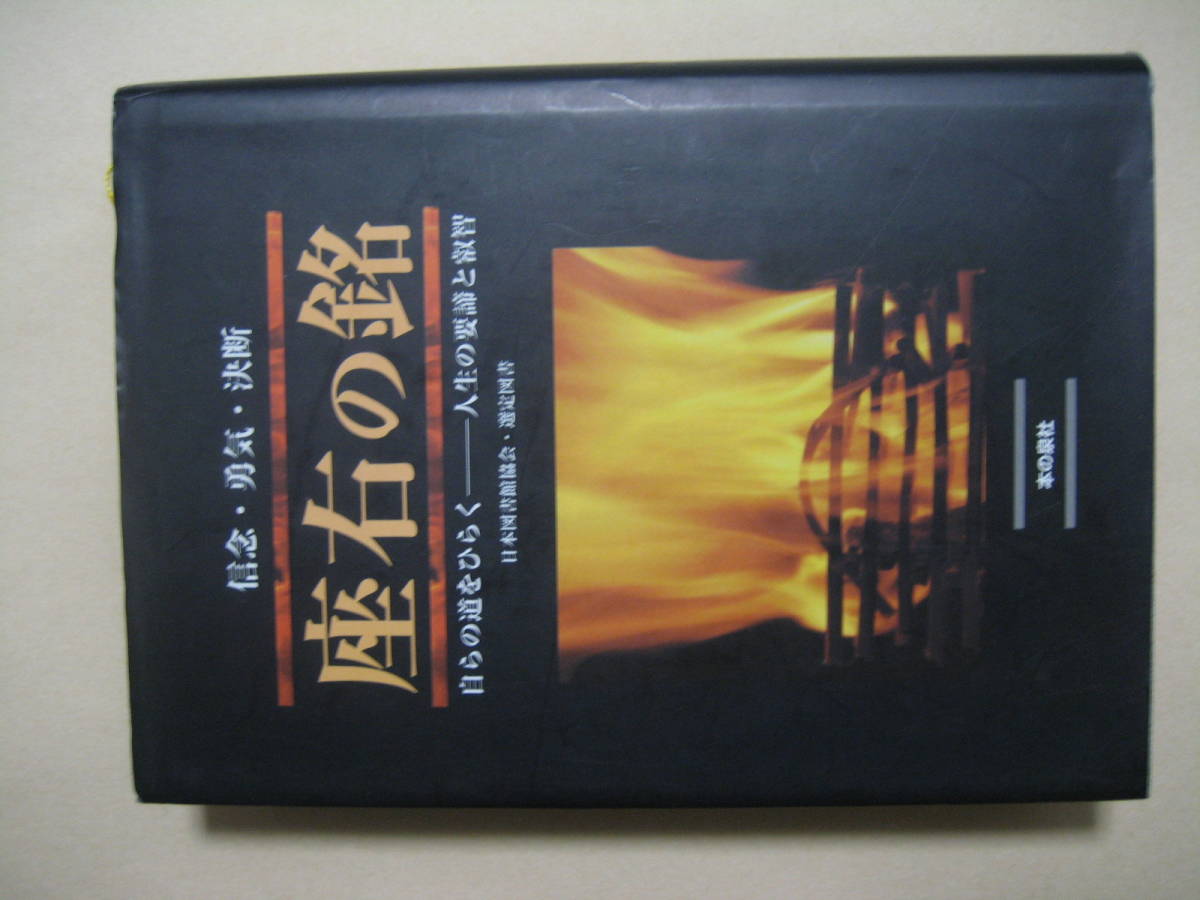 信念・勇気・決断
座右の銘
自らの道をひらく――人生の要諦と叡智
日本図書館協会・選定図書
本の泉社